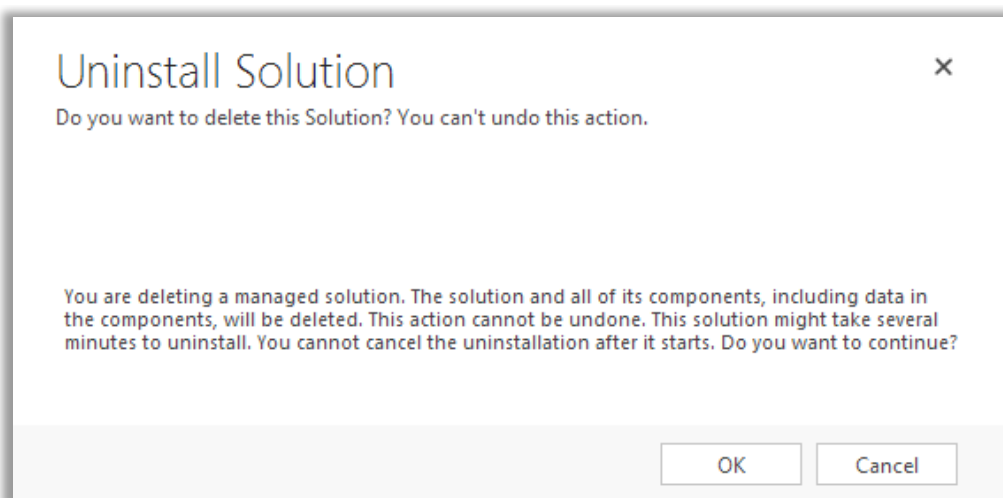 Uninstall Solution
Do you want to delete this Solution? You can't undo this action.
You are deleting a managed solution. The solution and all of its components, including data in
the components, will be deleted. This action cannot be undone. This solution might take several
minutes to uninstall. You cannot cancel the uninstallation after it starts. Do you want to continue?
OK Cancel